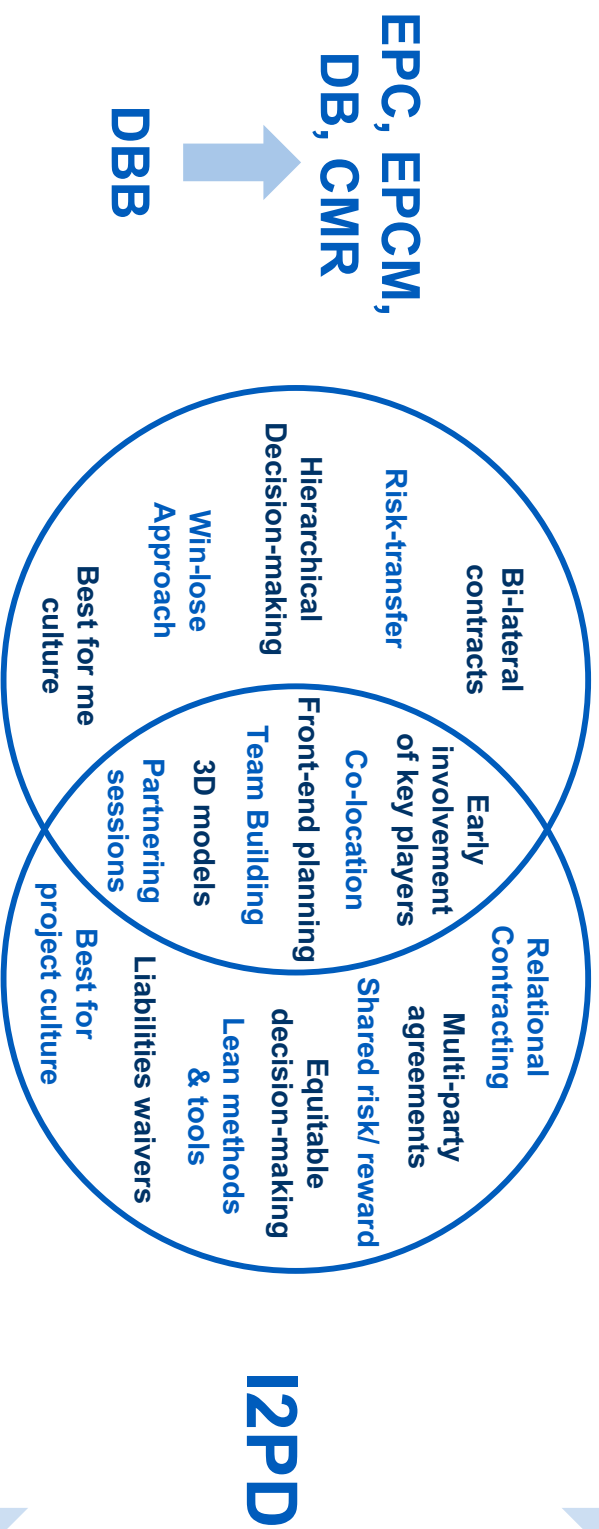 EPC, EPCM,
DB, CMR
DBB
Bi-lateral
contracts
Risk-transfer
Hierarchical
Decision-making
Win-lose
Approach
Best for me
culture
Early
involvement
of key players
Co-location
Front-end planning
Team Building
3D models
Partnering
sessions
Relational
Contracting
Multi-party
agreements
Shared risk/ reward
Equitable
decision-making
Lean methods
& tools
Liabilities waivers
Best for
project culture
I2PD